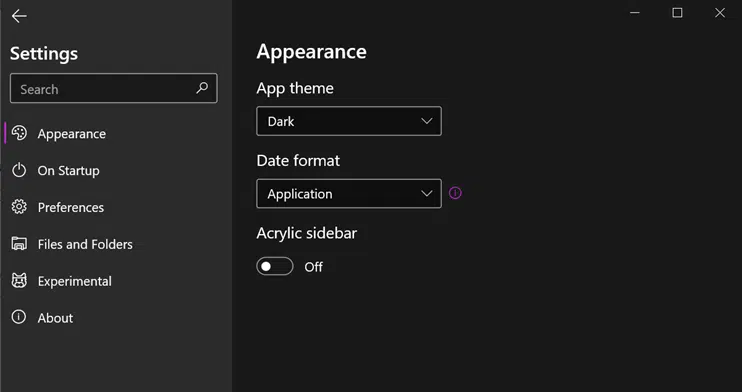 Settings
Search
Appearance
On Startup
Preferences
Files and Folders
Experimental
About
Appearance
App theme
Dark
Date format
Application
Acrylic sidebar
Off